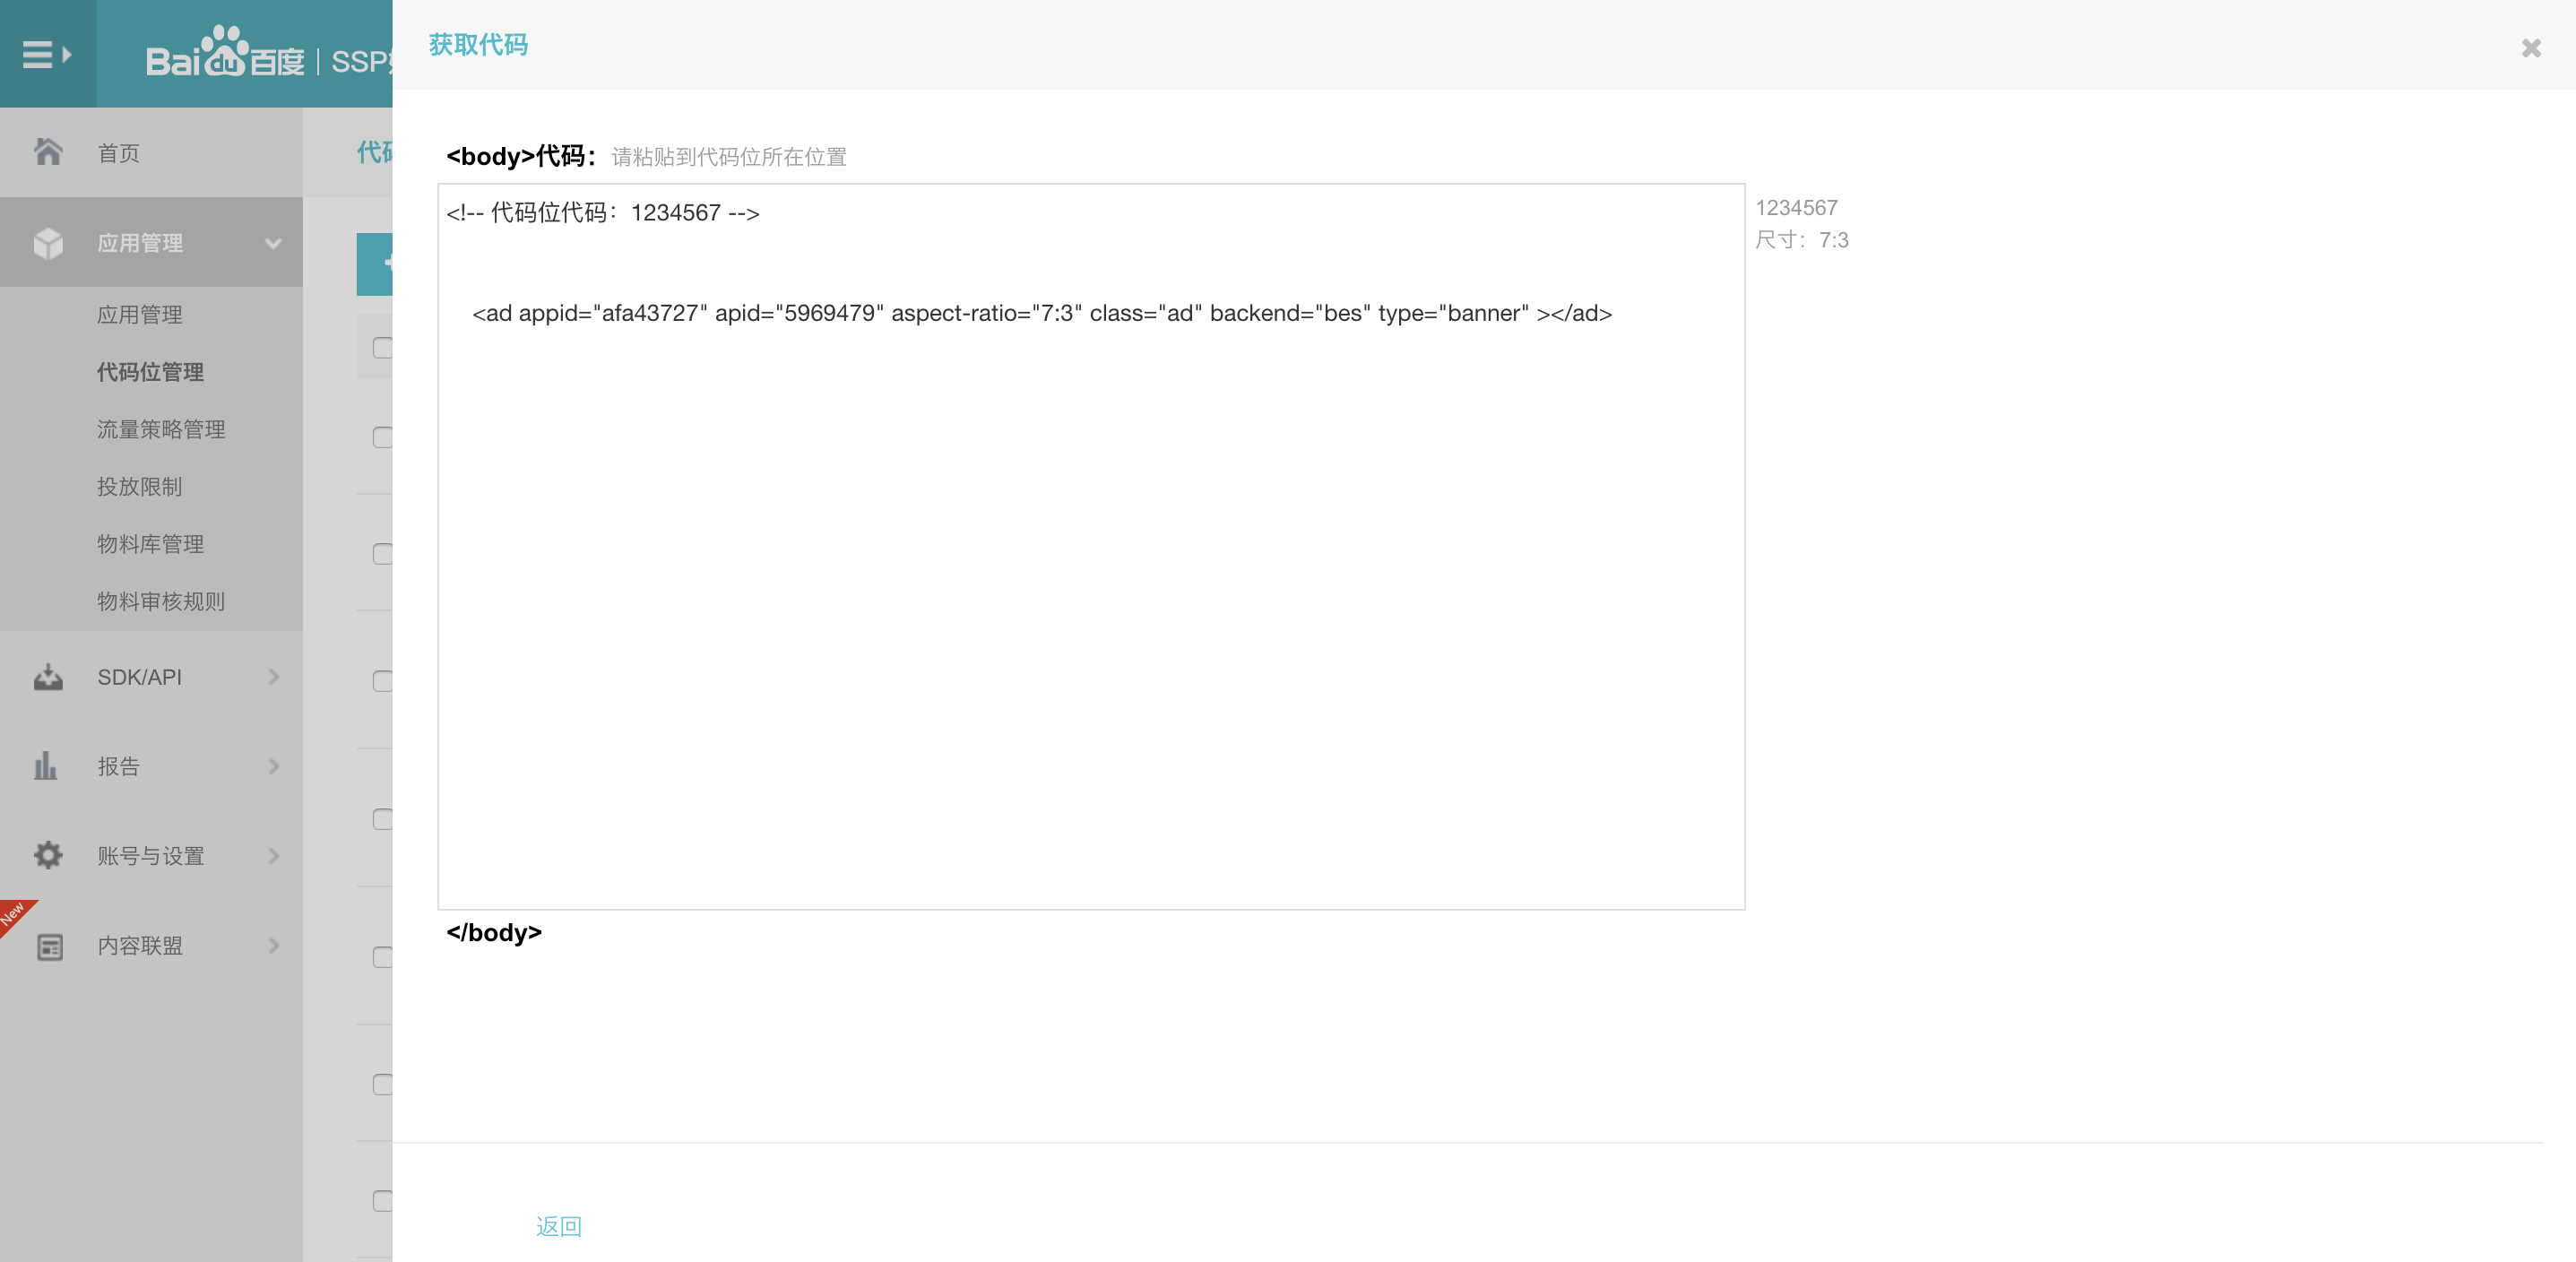 Bai du 百度 | SSP
获取代码
首页
应用管理
应用管理
代码位管理
流量策略管理
投放限制
物料库管理
物料审核规则
SDK/API
报告
账号与设置
New
内容联盟
代码
<body>代码：请粘贴到代码位所在位置
<!-- 代码位代码：1234567 -->
<ad appid="afa43727" apid="5969479" aspect-ratio="7:3" class="ad" backend="bes" type="banner" ></ad>
</body>
1234567
尺寸：7:3
返回